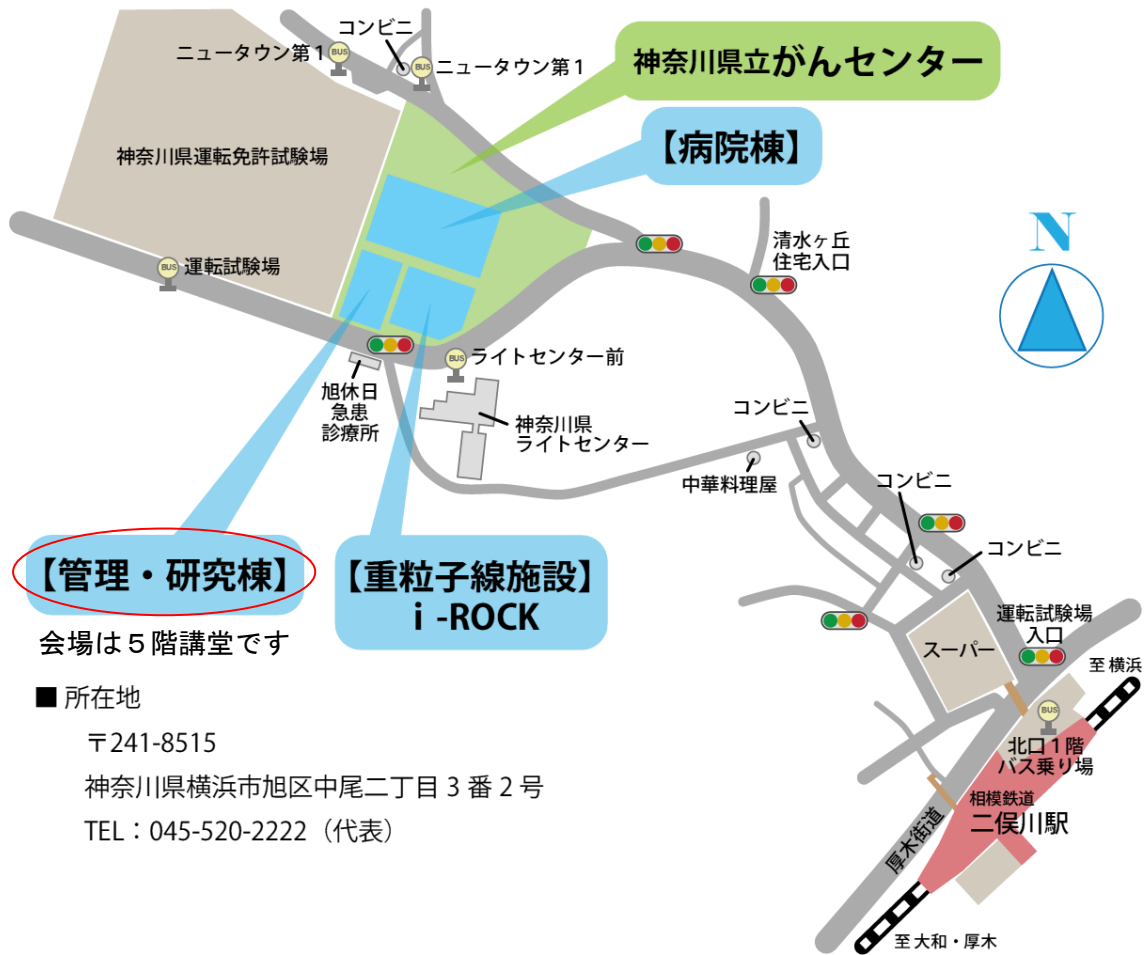 コンビニ
ニュータウン第1
BUS
BUS
ニュータウン第1
神奈川県立がんセンター
【病院棟】
神奈川県運転免許試験場
N
清水ヶ丘
住宅入口
BUS
運転試験場
BUS
ライトセンター前
旭休日
急患
診療所
神奈川県
ライトセンター
コンビニ
中華料理屋
コンビニ
コンビニ
【管理・研究棟】
【重粒子線施設】
i -ROCK
会場は５階講堂です
運転試験場
入口
スーパー
至 横浜
■ 所在地
〒241-8515
神奈川県横浜市旭区中尾二丁目 3 番 2 号
TEL：045-520-2222（代表）
BUS
北口 1 階
バス乗り場
相模鉄道
二俣川駅
厚木街道
至 大和・厚木